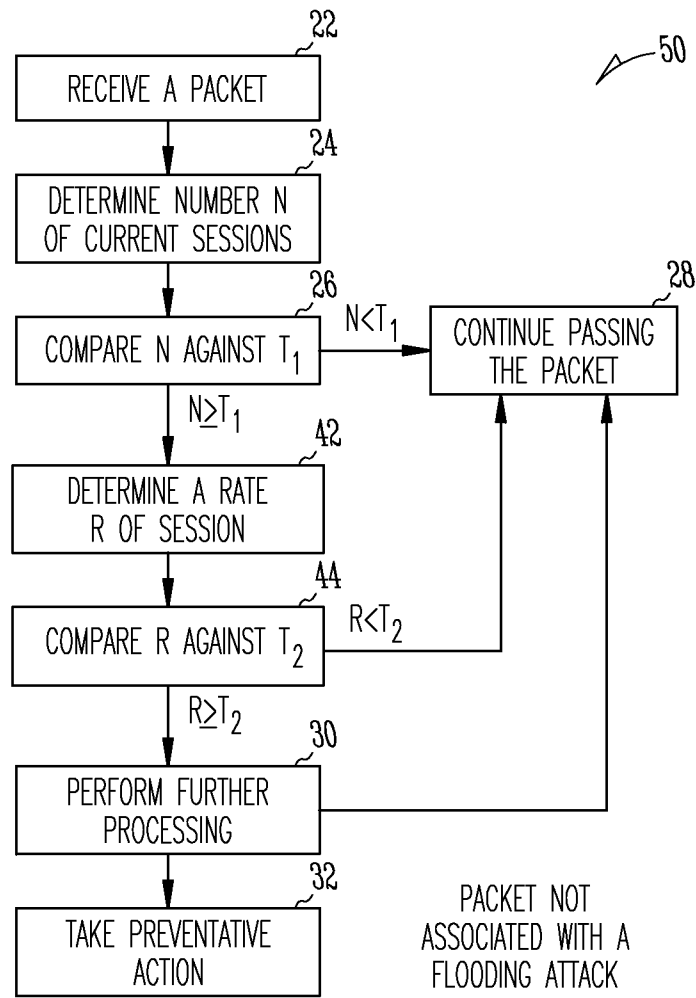 22
50
RECEIVE A PACKET
24
DETERMINE NUMBER N
OF CURRENT SESSIONS
26
COMPARE N AGAINST T1
N<T1
28
CONTINUE PASSING
THE PACKET
N≥T1
42
DETERMINE A RATE
R OF SESSION
44
COMPARE R AGAINST T2
R<T2
R≥T2
30
PERFORM FURTHER
PROCESSING
32
TAKE PREVENTATIVE
ACTION
PACKET NOT
ASSOCIATED WITH A
FLOODING ATTACK